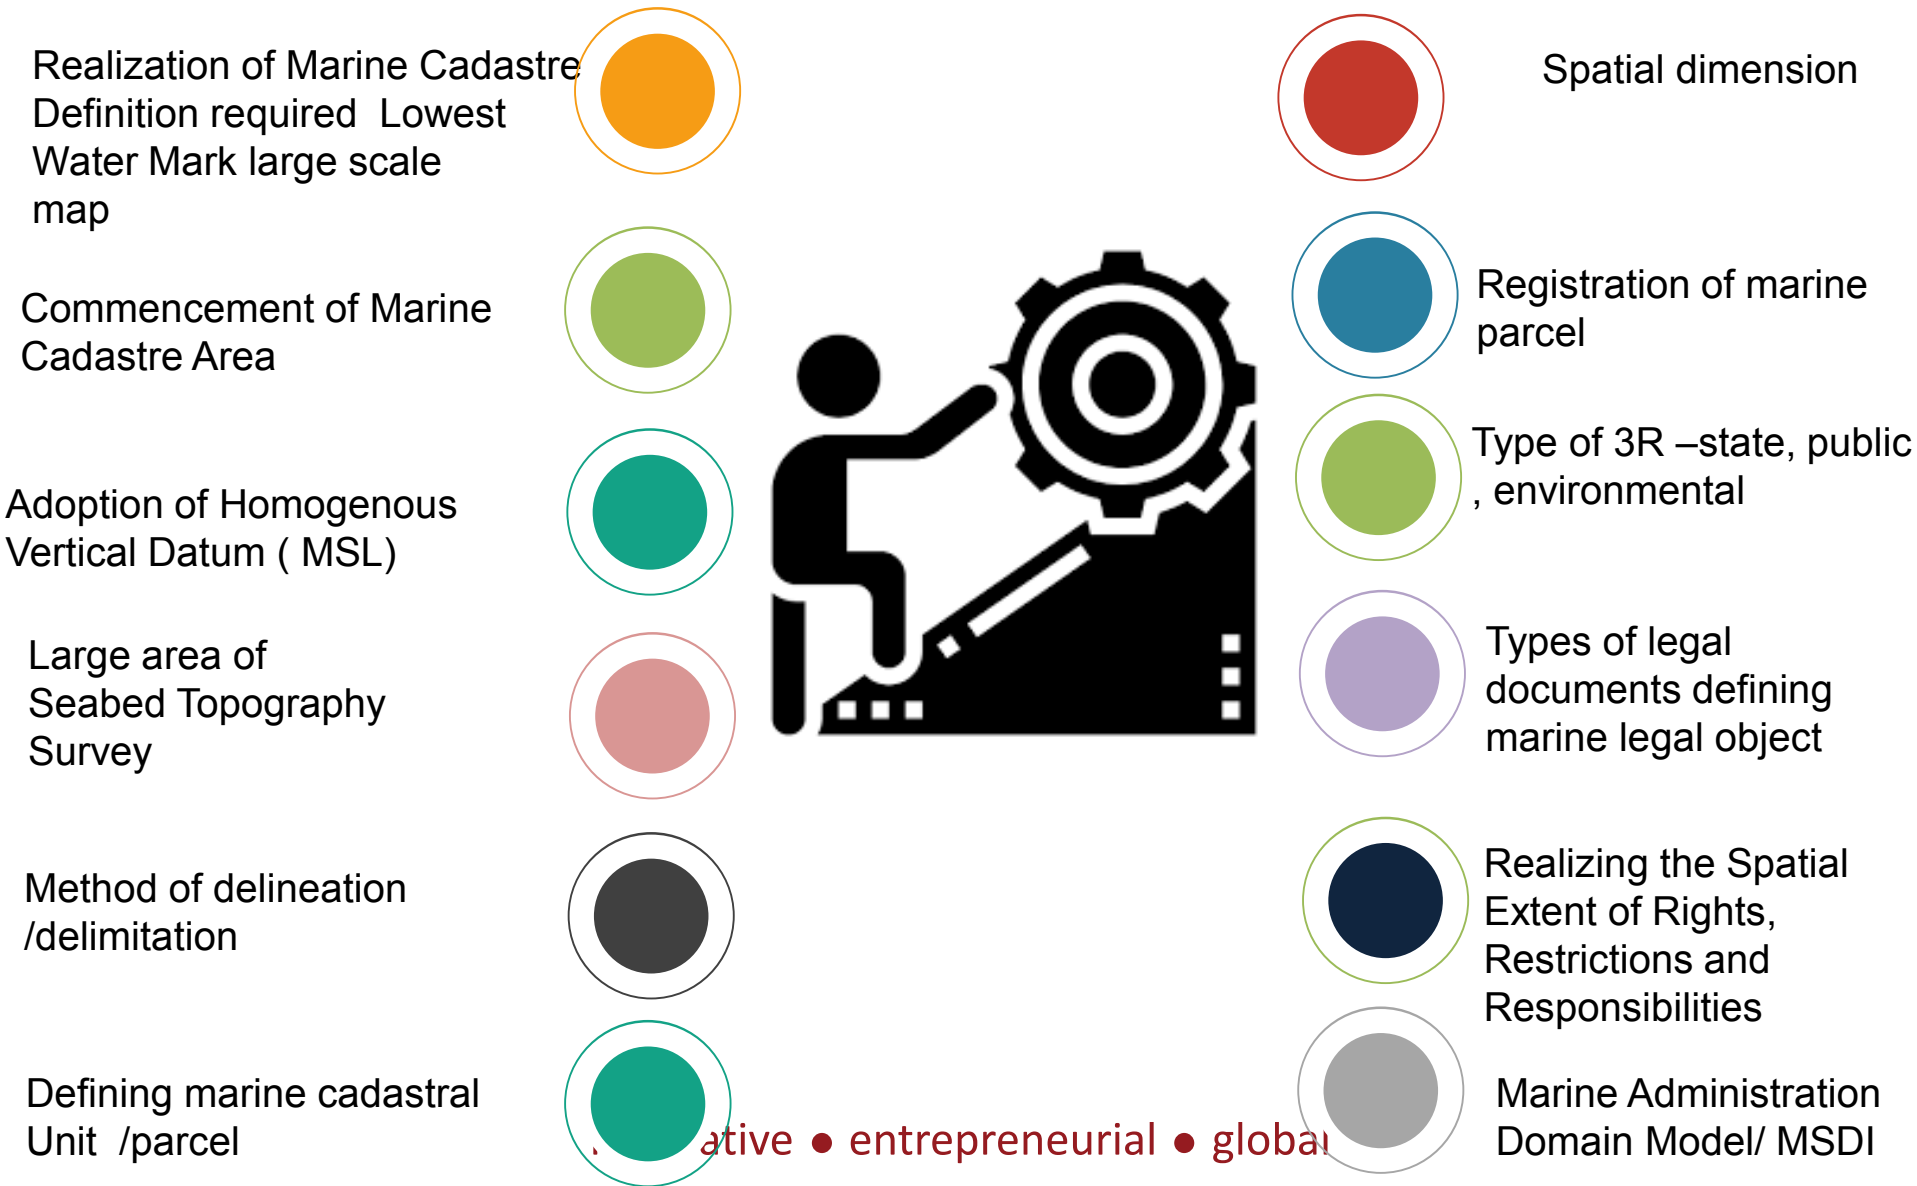 Realization of Marine Cadastre
Definition required  Lowest
Water Mark large scale
map
Commencement of Marine
Cadastre Area
Adoption of Homogenous
Vertical Datum ( MSL)
Large area of
Seabed Topography
Survey
Method of delineation
/delimitation
Defining marine cadastral
Unit  /parcel
Spatial dimension
Registration of marine
parcel
Type of 3R –state, public
, environmental
Types of legal
documents defining
marine legal object
Realizing the Spatial
Extent of Rights,
Restrictions and
Responsibilities
Marine Administration
Domain Model/ MSDI
● entrepreneurial ● global